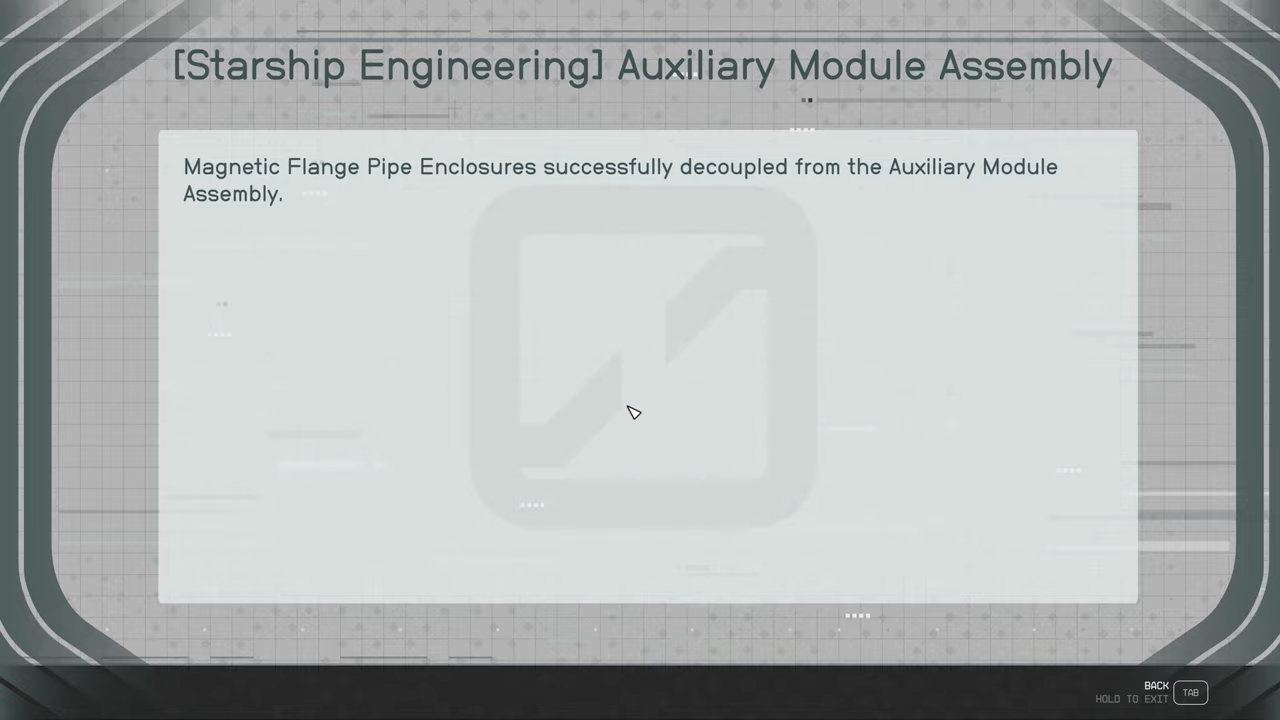 [Starship Engineering] Auxiliary Module Assembly
Magnetic Flange Pipe Enclosures successfully decoupled from the Auxiliary Module
Assembly.
BACK
HOLD TO EXIT
TAB